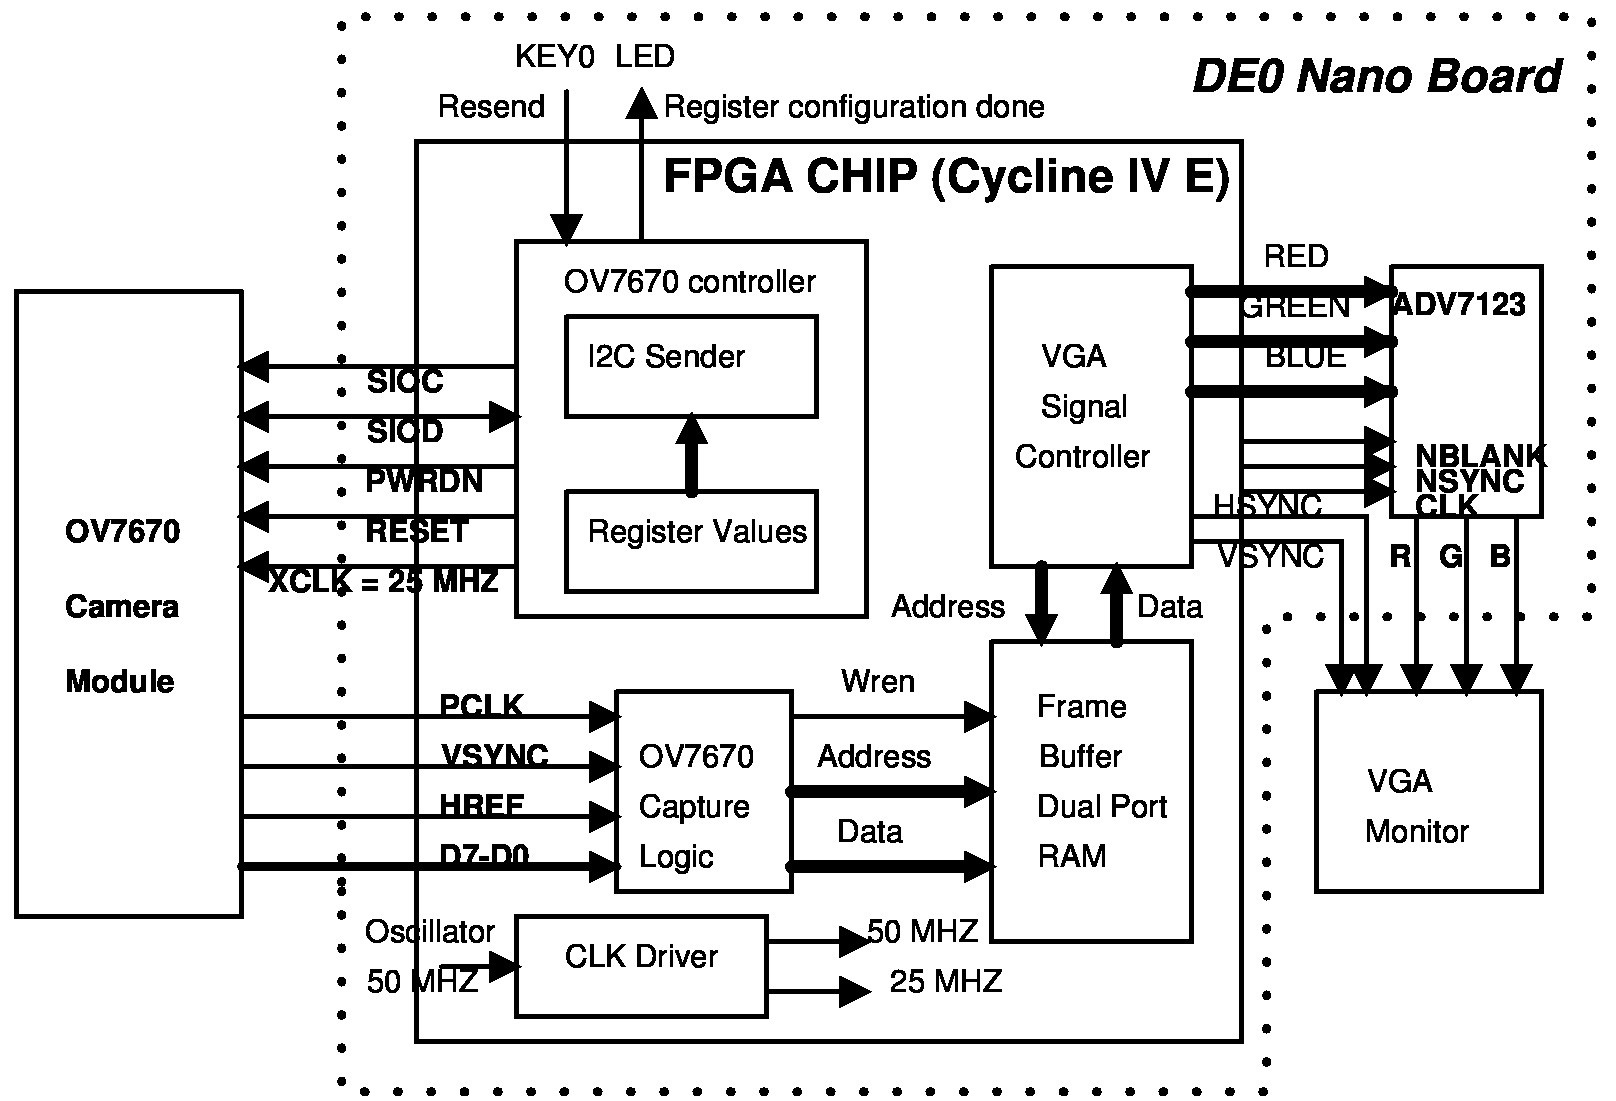 KEY0 LED
DE0 Nano Board
Resend
Register configuration done
FPGA CHIP (Cycline IV E)
OV7670 controller
I2C Sender
Register Values
SIOC
SIOD
PWRDN
RESET
XCLK = 25 MHZ
OV7670
Camera
Module
VGA
Signal
Controller
RED
GREEN
BLUE
ADV7123
NBLANK
NSYNC
CLK
HSYNC
VSYNC
R G B
Address
Data
PCLK
VSYNC
HREF
D7-D0
OV7670
Capture
Logic
Wren
Address
Data
Frame
Buffer
Dual Port
RAM
VGA
Monitor
Oscillator
50 MHZ
CLK Driver
50 MHZ
25 MHZ